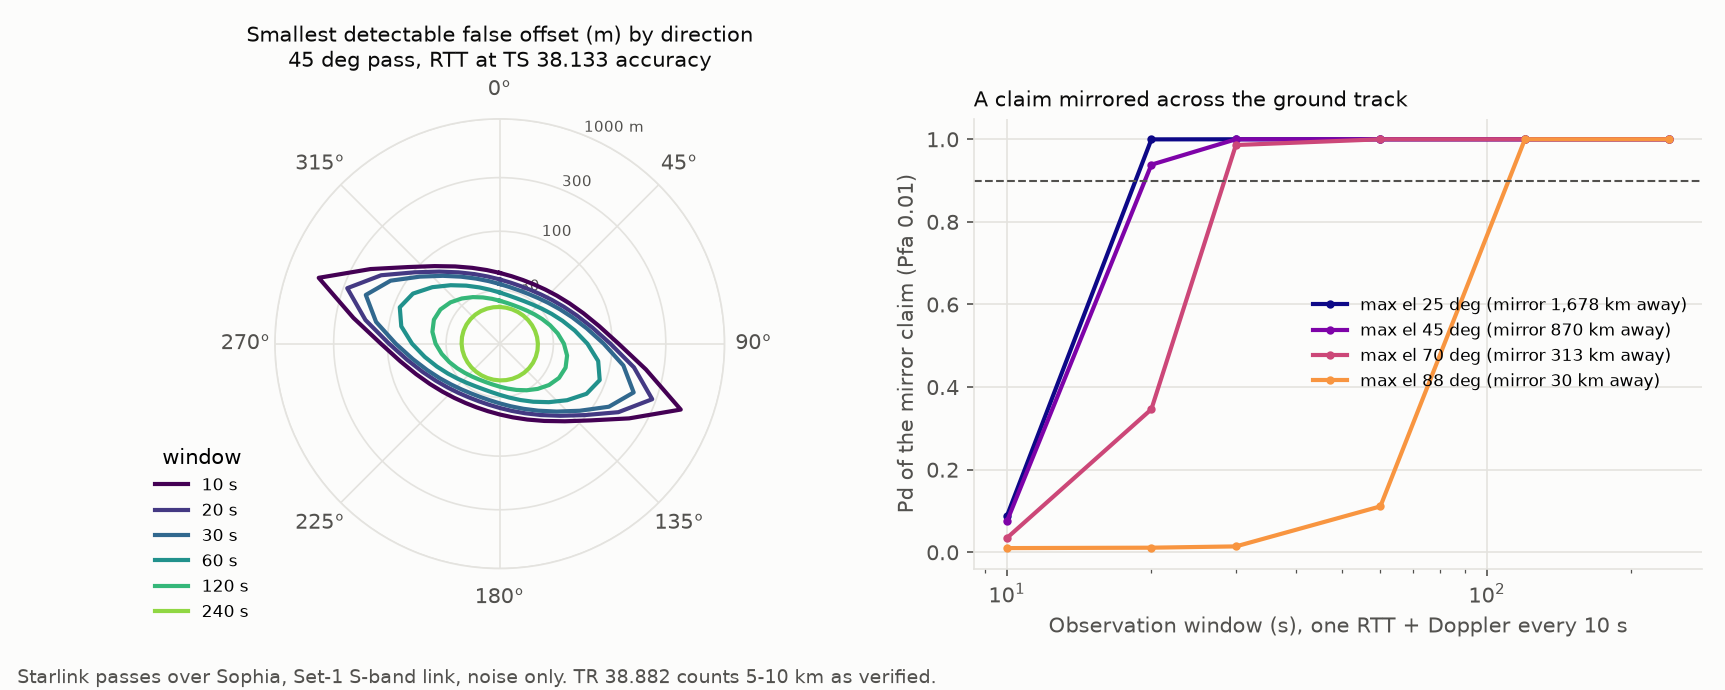 Smallest detectable false offset (m) by direction
45 deg pass, RTT at TS 38.133 accuracy
0°
1000 m
315°
45°
300
100
270°
90°
225°
135°
180°
window
10 s
20 s
30 s
60 s
120 s
240 s
A claim mirrored across the ground track
Pd of the mirror claim (Pfa 0.01)
1.0
0.8
0.6
0.4
0.2
0.0
max el 25 deg (mirror 1,678 km away)
max el 45 deg (mirror 870 km away)
max el 70 deg (mirror 313 km away)
max el 88 deg (mirror 30 km away)
10¹
10²
Observation window (s), one RTT + Doppler every 10 s
Starlink passes over Sophia, Set-1 S-band link, noise only. TR 38.882 counts 5-10 km as verified.